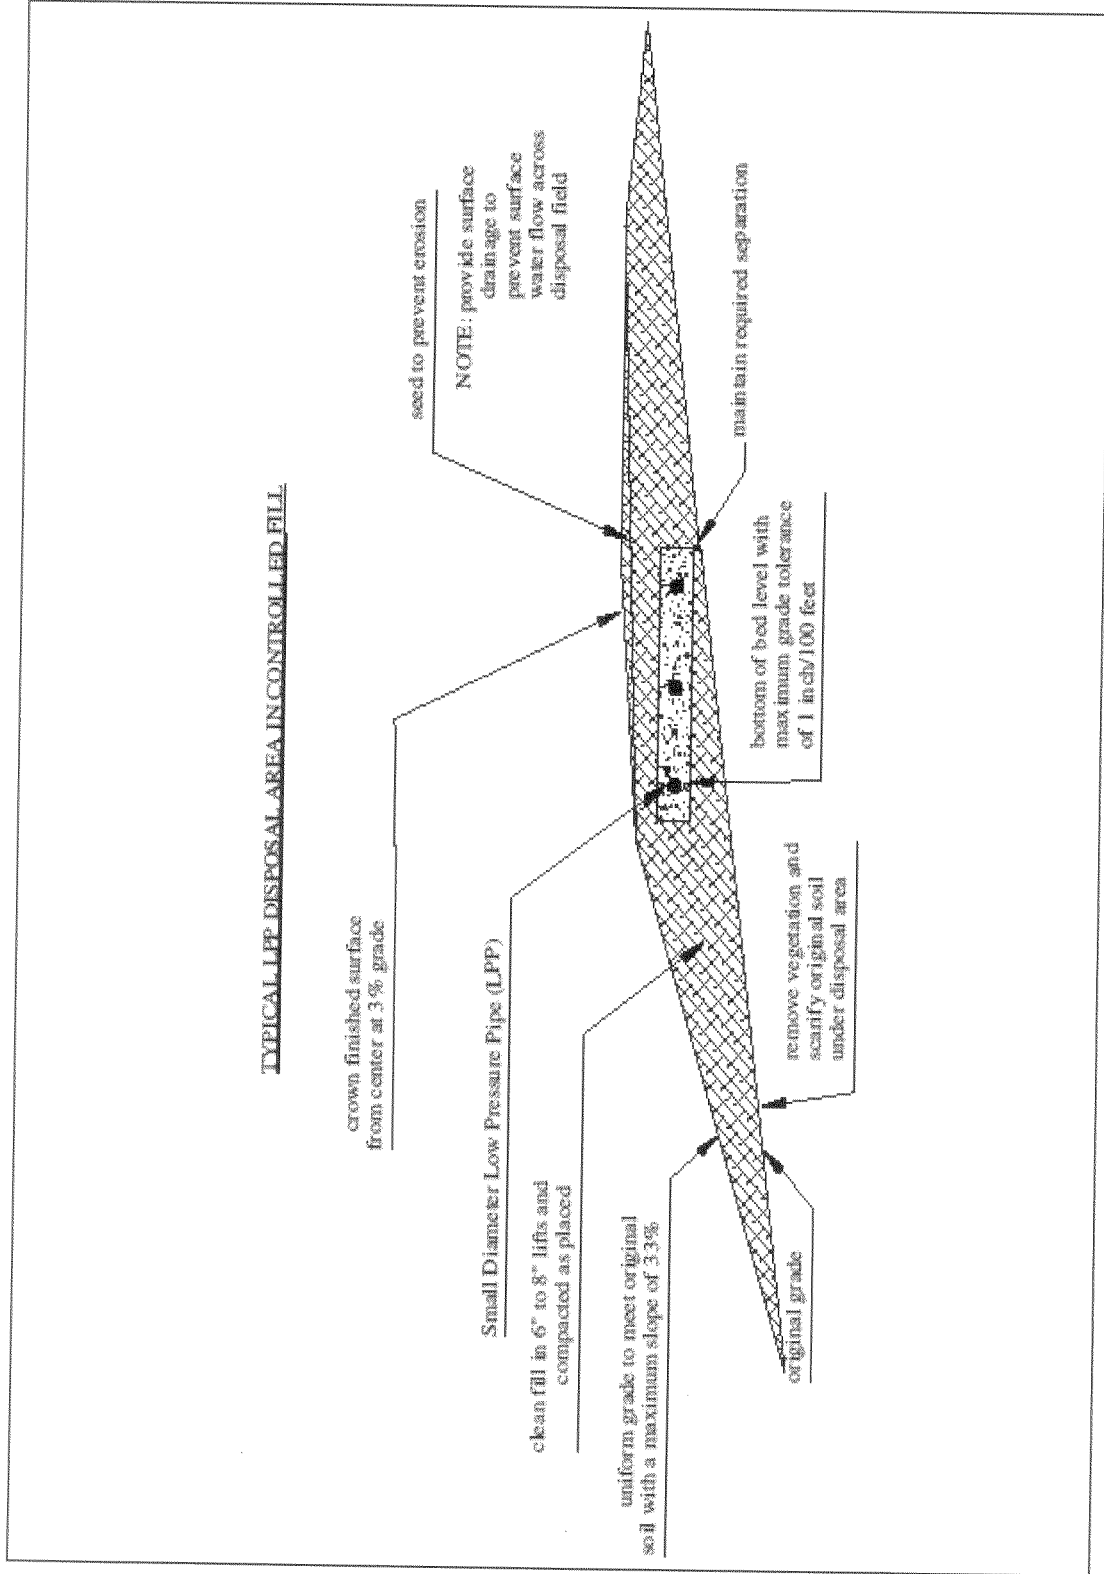 TYPICAL LPP DISPOSAL AREA IN CONTROLLED FILL
crown finished surface
from center at 3% grade
seed to prevent erosion
NOTE: provide surface
drainage to
prevent surface
water flow across
disposal field
Small Diameter Low Pressure Pipe (LPP)
clean fill in 6" to 8" lifts and
compacted as placed
uniform grade to meet original
soil with a maximum slope of 33%
maintain required separation
bottom of bed level with
maximum grade tolerance
of 1 inch/100 feet
remove vegetation and
scarify original soil
under disposal area
original grade